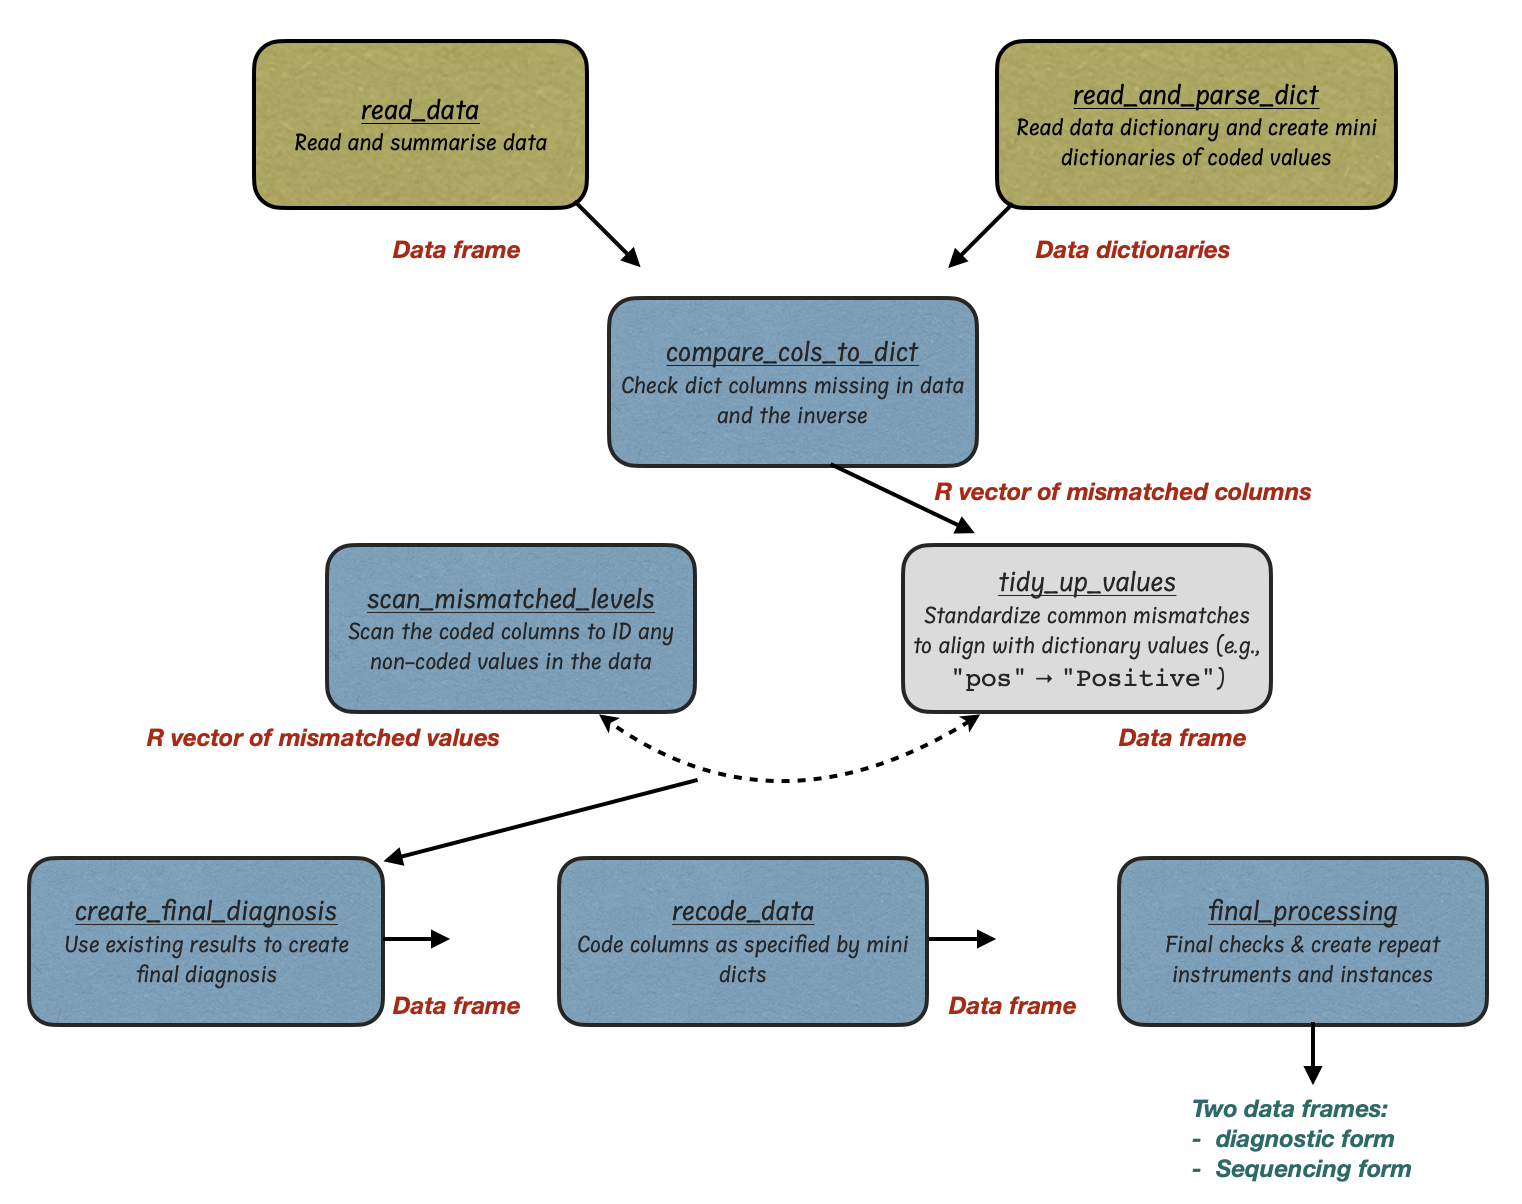 read_data
Read and summarise data
read_and_parse_dict
Read data dictionary and create mini
dictionaries of coded values
Data frame
Data dictionaries
compare_cols_to_dict
Check dict columns missing in data
and the inverse
R vector of mismatched columns
scan_mismatched_levels
Scan the coded columns to ID any
non-coded values in the data
tidy_up_values
Standardize common mismatches
to align with dictionary values (e.g.,
"pos" → "Positive")
R vector of mismatched values
Data frame
create_final_diagnosis
Use existing results to create
final diagnosis
Data frame
recode_data
Code columns as specified by mini
dicts
Data frame
final_processing
Final checks & create repeat
instruments and instances
Two data frames:
- diagnostic form
- Sequencing form